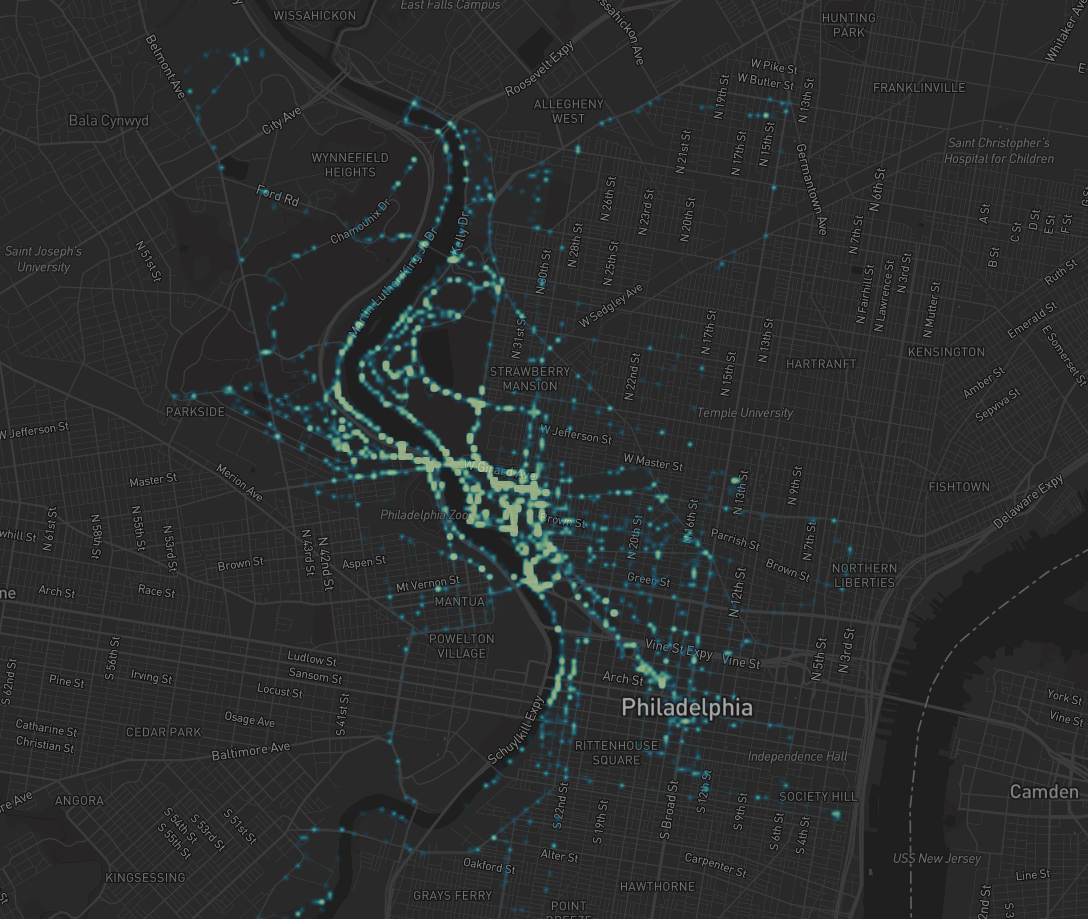 WISSAHICKON
East Falls Campus
HUNTING
PARK
Belmont Ave
Roosevelt Expy
W Pike St
W Butler St
FRANKLINVILLE
N 19th St
N 13th St
ALLEGHENY
WEST
Bala Cynwyd
City Ave
N 21st St
N 17th St
N 15th St
Germantown Ave
Saint Christopher's
Hospital for Children
WYNNEFIELD
HEIGHTS
Ford Rd
Chamounix Dr
N 26th St
N 23rd St
N 20th St
N 6th St
A St
C St
D St
E St
F St
B St
Saint Joseph's
University
N 51st St
Kelly Dr
Martin Luther King Jr Dr
N 28th St
N 25th St
N 30th St
N 7th St
N Fairhill St
N Lawrence St
N 3rd St
N Mutter St
Ruth St
W Sedgley Ave
Emerald St
E Somerset St
N 31st St
N 17th St
N 13th St
KENSINGTON
HARTRANFT
STRAWBERRY
MANSION
N 22nd St
N 15th St
Amber St
Sepviva St
PARKSIDE
Temple University
W Jefferson St
W Jefferson St
W Master St
W Girard Ave
Master St
Merion Ave
N 13th St
N 9th St
FISHTOWN
Delaware Expy
Philadelphia Zoo
Brown St
N 16th St
N 61st St
N 58th St
N 55th St
N 53rd St
N 43rd St
N 42nd St
N 20th St
Parrish St
N 7th St
Aspen St
Brown St
Brown St
Mt Vernon St
Green St
NORTHERN
LIBERTIES
Arch St
Race St
MANTUA
N 12th St
POWELTON
VILLAGE
Vine St Expy
Vine St
N 5th St
N 3rd St
S 62nd St
S 56th St
Ludlow St
Sansom St
Pine St
Irving St
Locust St
Arch St
York St
Vine St
Philadelphia
Osage Ave
S 41st St
Catharine St
Christian St
CEDAR PARK
Baltimore Ave
Schuylkill Expy
RITTENHOUSE
SQUARE
Independence Hall
ANGORA
SOCIETY HILL
Camden
S 54th St
S 55th St
S 53rd St
S 51st St
S 22nd St
S 19th St
S Broad St
S 12th St
S 9th St
S 6th St
S 4th St
Alter St
Oakford St
Carpenter St
USS New Jersey
KINGSESSING
GRAYS FERRY
HAWTHORNE
Line St
POINT